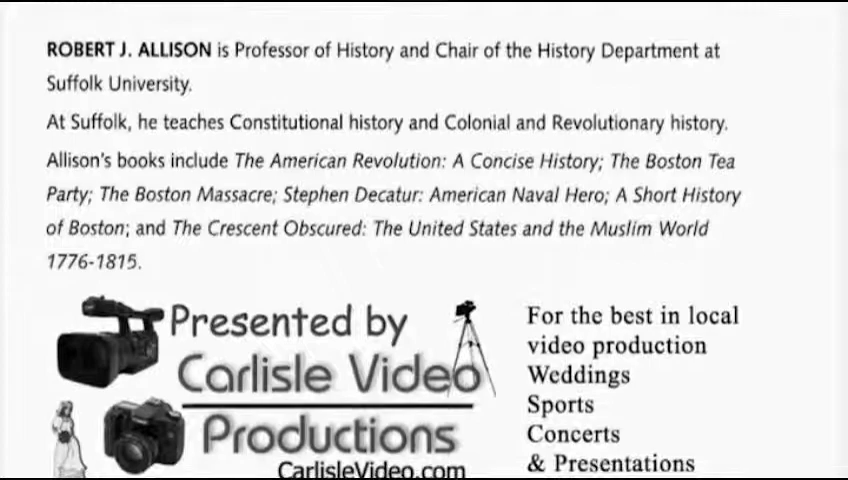 ROBERT J. ALLISON is Professor of History and Chair of the History Department at
Suffolk University.
At Suffolk, he teaches Constitutional history and Colonial and Revolutionary history.
Allison's books include The American Revolution: A Concise History; The Boston Tea
Party; The Boston Massacre; Stephen Decatur: American Naval Hero; A Short History
of Boston; and The Crescent Obscured: The United States and the Muslim World
1776-1815.
Presented by
Carlisle Video
Productions
CarlisleVideo.com
For the best in local
video production
Weddings
Sports
Concerts
& Presentations